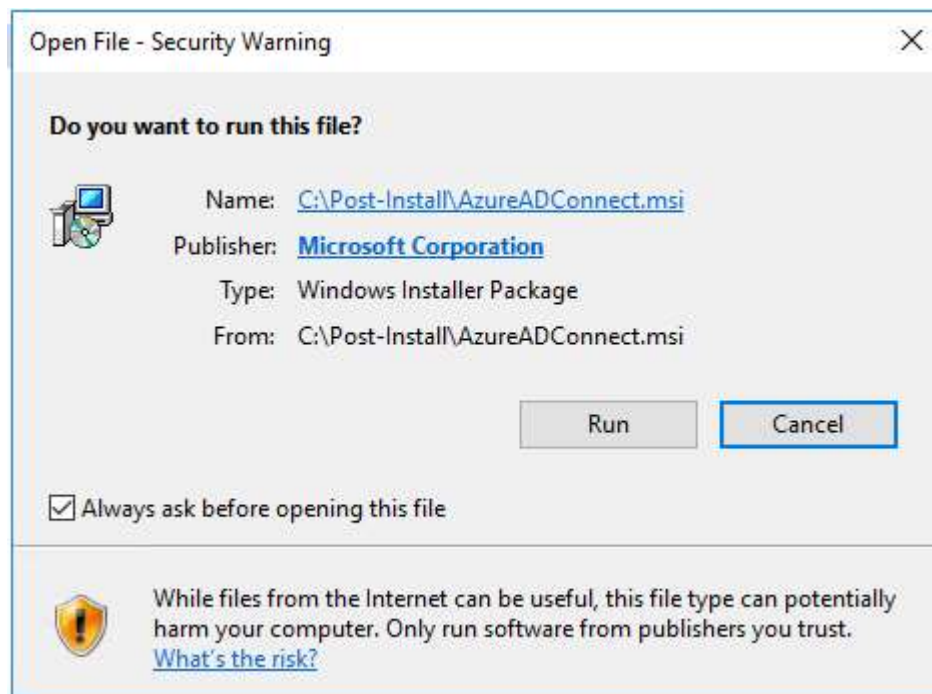 Open File - Security Warning
Do you want to run this file?
Name: C:\Post-Install\AzureADConnect.msi
Publisher: Microsoft Corporation
Type: Windows Installer Package
From: C:\Post-Install\AzureADConnect.msi
Run Cancel
Always ask before opening this file
While files from the Internet can be useful, this file type can potentially
harm your computer. Only run software from publishers you trust.
What's the risk?